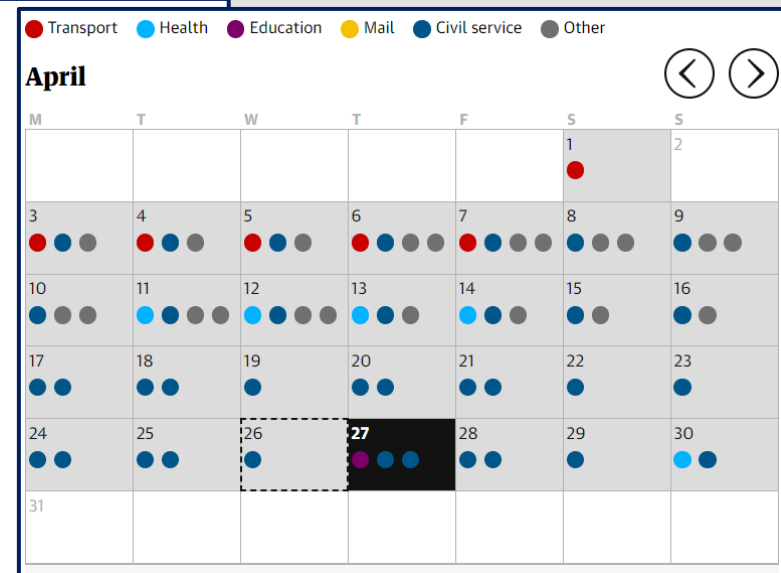 Transport Health Education Mail Civil service Other
April
M T W T F S S
1 2
3 4 5 6 7 8 9
10 11 12 13 14 15 16
17 18 19 20 21 22 23
24 25 26 27 28 29 30
31